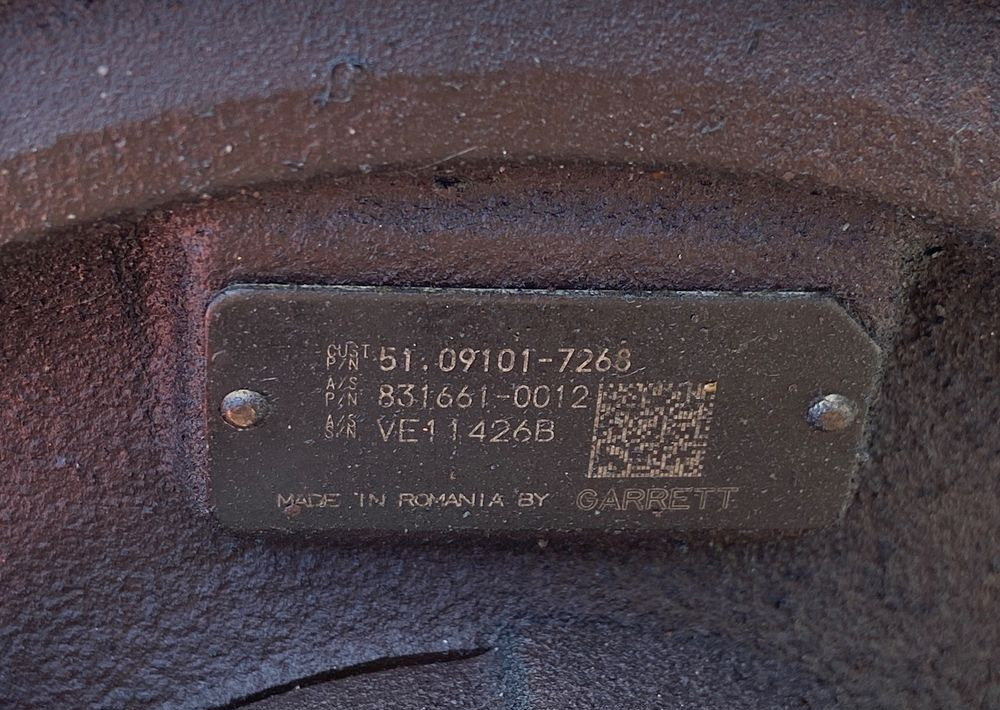 CUST P/N 51.09101-7268
A/S P/N 831661-0012
A/S S/N VE11426B
MADE IN ROMANIA BY GARRETT